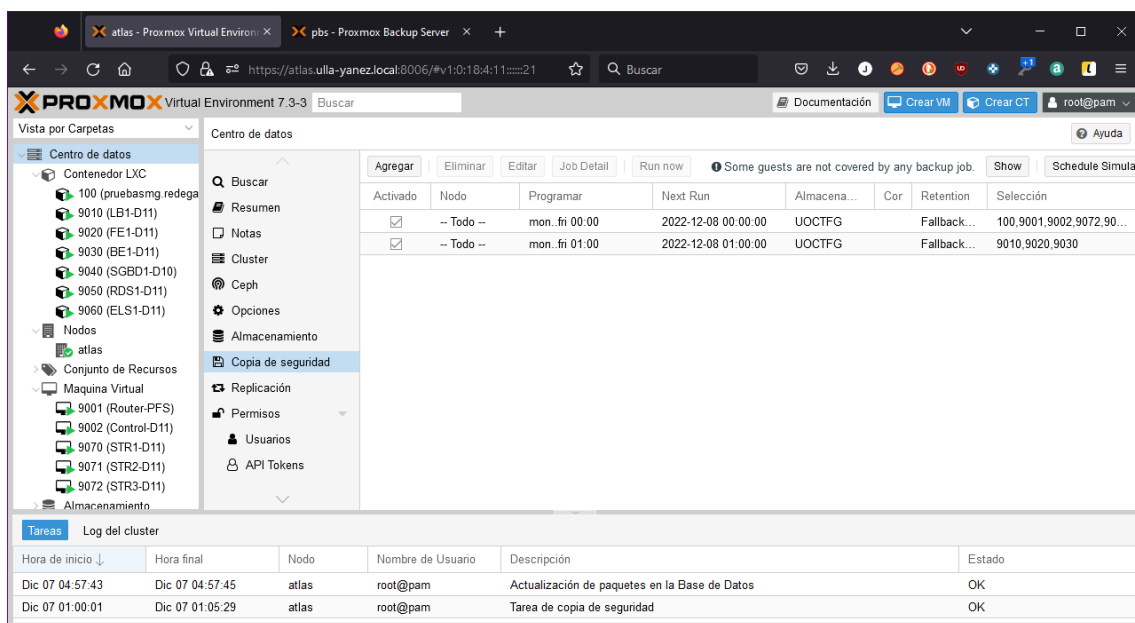 atlas - Proxmox Virtual Environ
pbs - Proxmox Backup Server
https://atlas.ulla-yanez.local:8006/#v1:0:18:4:11::::::21
Buscar
+1
PROXMOX Virtual Environment 7.3-3 Buscar
Documentación
Crear VM
Crear CT
root@pam
Vista por Carpetas
Centro de datos
Contenedor LXC
100 (pruebasmg.redega
9010 (LB1-D11)
9020 (FE1-D11)
9030 (BE1-D11)
9040 (SGBD1-D10)
9050 (RDS1-D11)
9060 (ELS1-D11)
Nodos
atlas
Conjunto de Recursos
Maquina Virtual
9001 (Router-PFS)
9002 (Control-D11)
9070 (STR1-D11)
9071 (STR2-D11)
9072 (STR3-D11)
Almacenamiento
Centro de datos
Ayuda
Buscar
Resumen
Notas
Cluster
Ceph
Opciones
Almacenamiento
Copia de seguridad
Replicación
Permisos
Usuarios
API Tokens
Agregar Eliminar Editar Job Detail Run now Some guests are not covered by any backup job. Show Schedule Simula
Activado Nodo Programar Next Run Almacena... Cor Retention Selección
-- Todo -- mon..fri 00:00 2022-12-08 00:00:00 UOCTFG Fallback... 100,9001,9002,9072,90...
-- Todo -- mon..fri 01:00 2022-12-08 01:00:00 UOCTFG Fallback... 9010,9020,9030
Tareas Log del cluster
Hora de inicio Hora final Nodo Nombre de Usuario Descripción Estado
Dic 07 04:57:43 Dic 07 04:57:45 atlas root@pam Actualización de paquetes en la Base de Datos OK
Dic 07 01:00:01 Dic 07 01:05:29 atlas root@pam Tarea de copia de seguridad OK